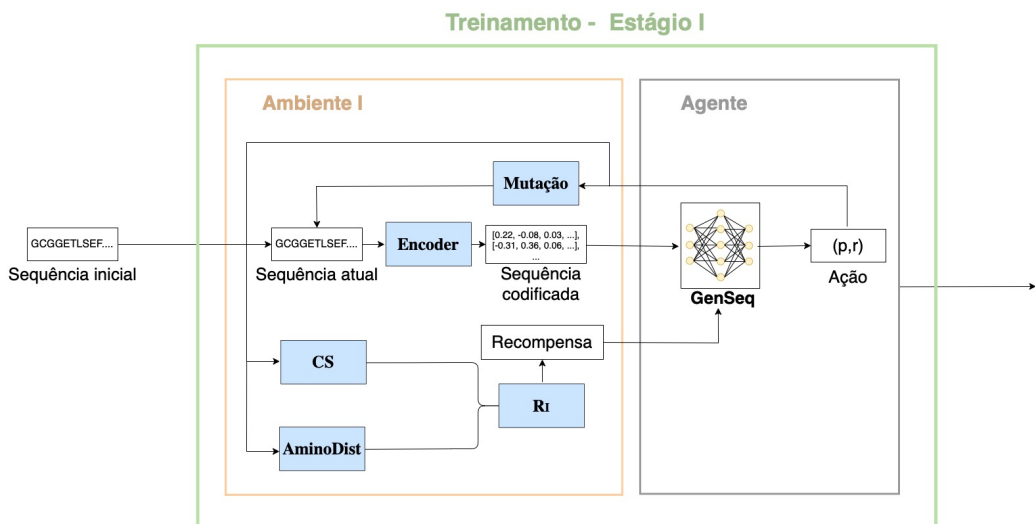 Treinamento - Estágio I
Ambiente I
Agente
Mutação
GCGGETLSEF....
Sequência inicial
GCGGETLSEF....
Sequência atual
Encoder
[0.22, -0.08, 0.03, ...],
[-0.31, 0.36, 0.06, ...],
...
Sequência
codificada
GenSeq
(p,r)
Ação
Recompensa
CS
RI
AminoDist